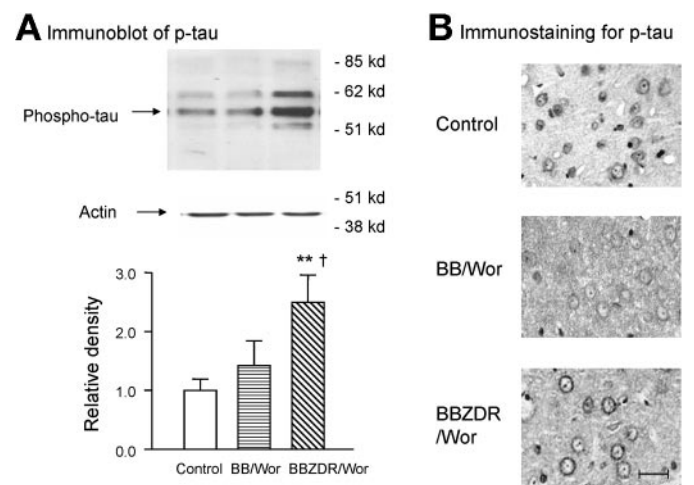 A Immunoblot of p-tau
- 85 kd
- 62 kd
Phospho-tau
- 51 kd
- 51 kd
Actin
- 38 kd
** †
3.0
2.0
1.0
0.0
Relative density
Control BB/Wor BBZDR/Wor
B Immunostaining for p-tau
Control
BB/Wor
BBZDR
/Wor